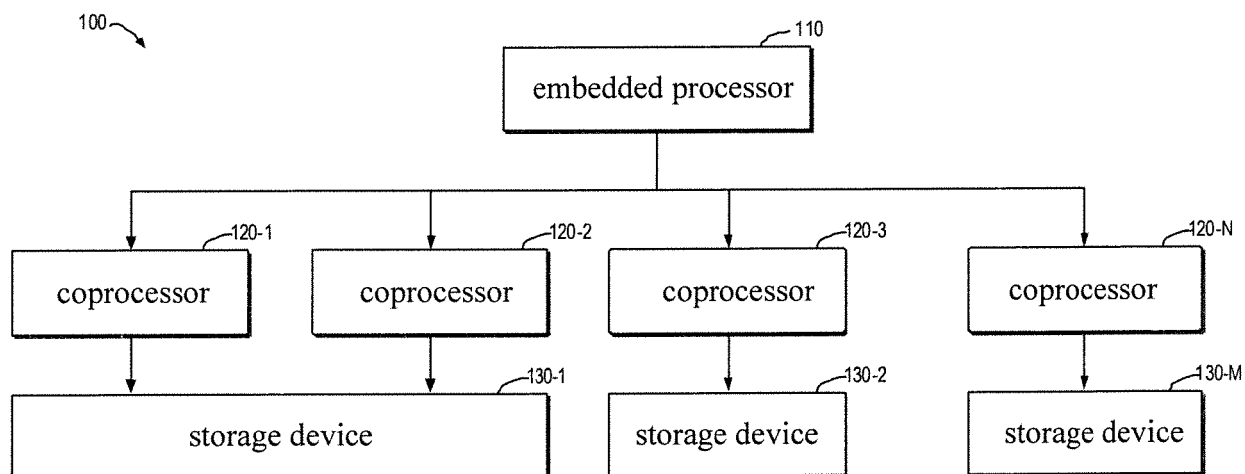 100
110
embedded processor
120-1
120-2
120-3
120-N
coprocessor
coprocessor
coprocessor
coprocessor
130-1
130-2
130-M
storage device
storage device
storage device